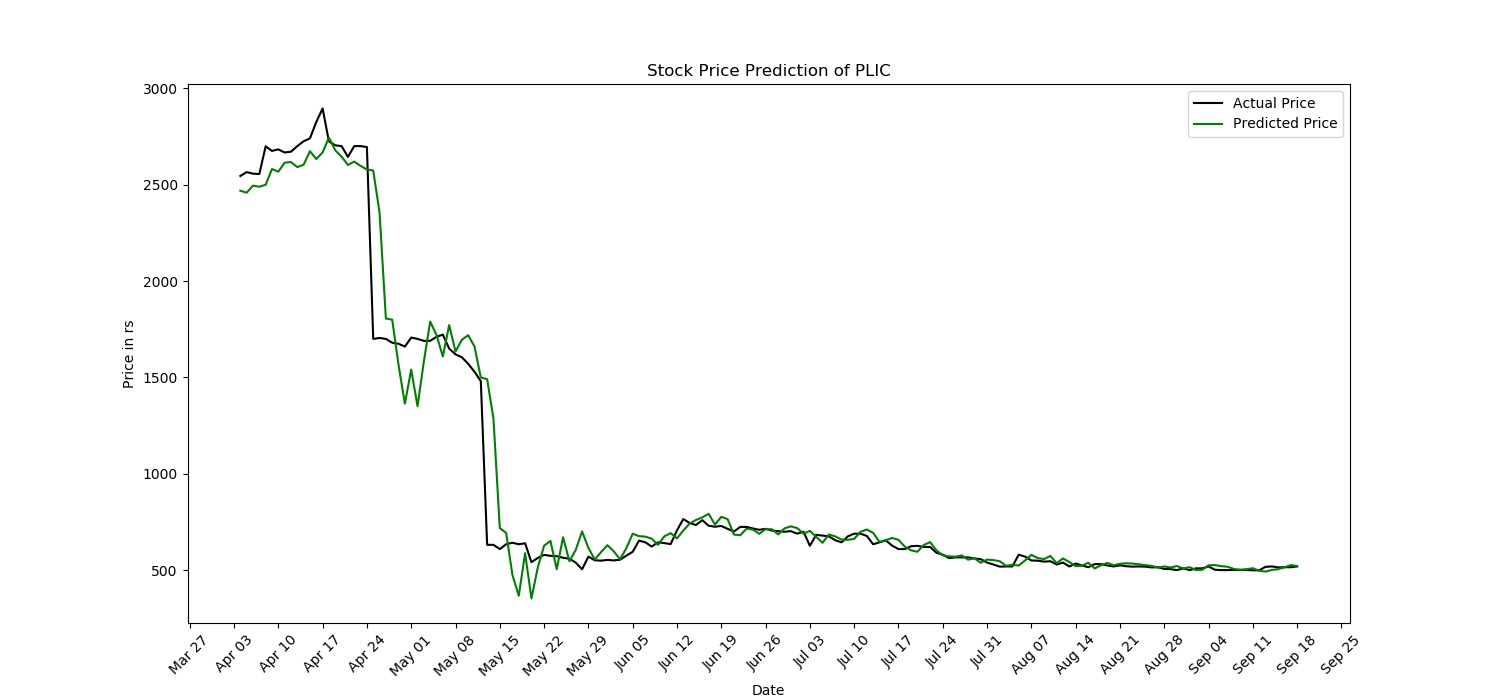 Stock Price Prediction of PLIC
Actual Price
Predicted Price
3000
2500
2000
1500
1000
500
Price in rs
Mar 27
Apr 03
Apr 10
Apr 17
Apr 24
May 01
May 08
May 15
May 22
May 29
Jun 05
Jun 12
Jun 19
Jun 26
Jul 03
Jul 10
Jul 17
Jul 24
Jul 31
Aug 07
Aug 14
Aug 21
Aug 28
Sep 04
Sep 11
Sep 18
Sep 25
Date